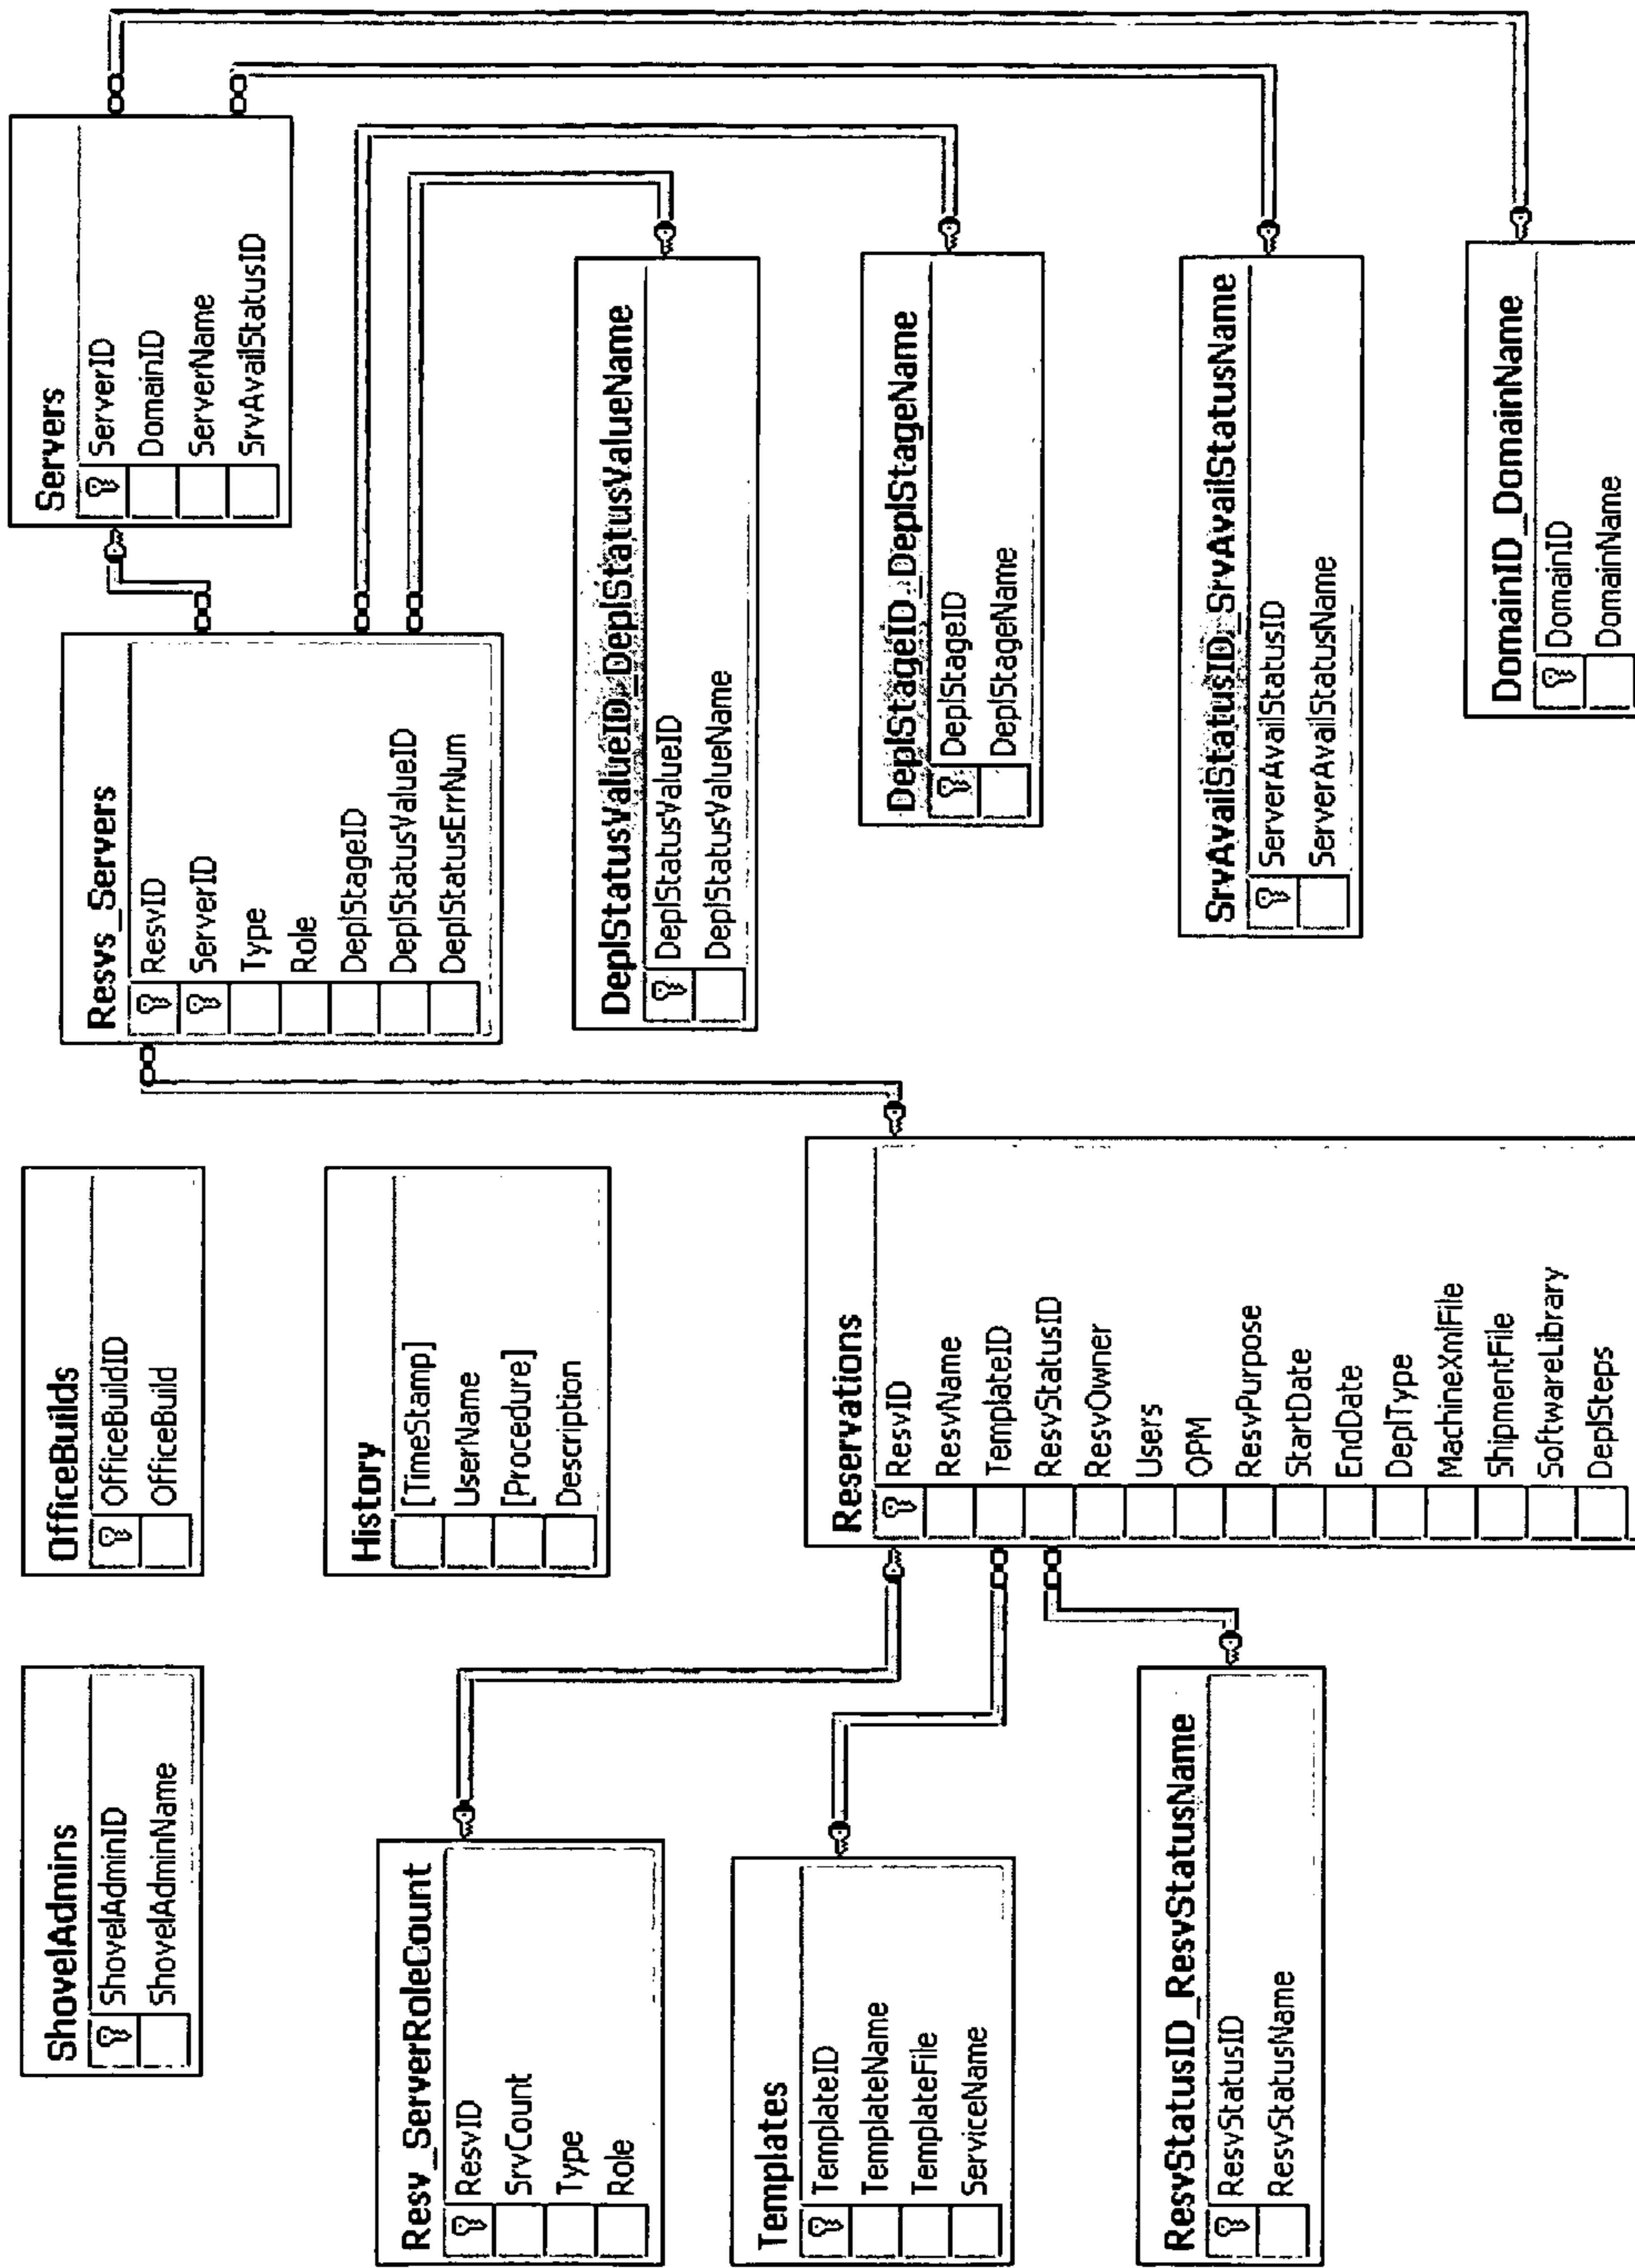 ShovelAdmins
ShovelAdminID
ShovelAdminName
OfficeBuilds
OfficeBuildID
OfficeBuild
History
[TimeStamp]
UserName
[Procedure]
Description
Resvs_Servers
ResvID
ServerID
Type
Role
DeplStageID
DeplStatusValueID
DeplStatusErrNum
Servers
ServerID
DomainID
ServerName
SrvAvailStatusID
Resv_ServerRoleCount
ResvID
SrvCount
Type
Role
Templates
TemplateID
TemplateName
TemplateFile
ServiceName
ResvStatusID_ResvStatusName
ResvStatusID
ResvStatusName
Reservations
ResvID
ResvName
TemplateID
ResvStatusID
ResvOwner
Users
OPM
ResvPurpose
StartDate
EndDate
DeplType
MachineXmlFile
ShipmentFile
SoftwareLibrary
DeplSteps
DeplStatusValueID_DeplStatusValueName
DeplStatusValueID
DeplStatusValueName
DeplStageID_DeplStageName
DeplStageID
DeplStageName
SrvAvailStatusID_SrvAvailStatusName
ServerAvailStatusID
ServerAvailStatusName
DomainID_DomainName
DomainID
DomainName